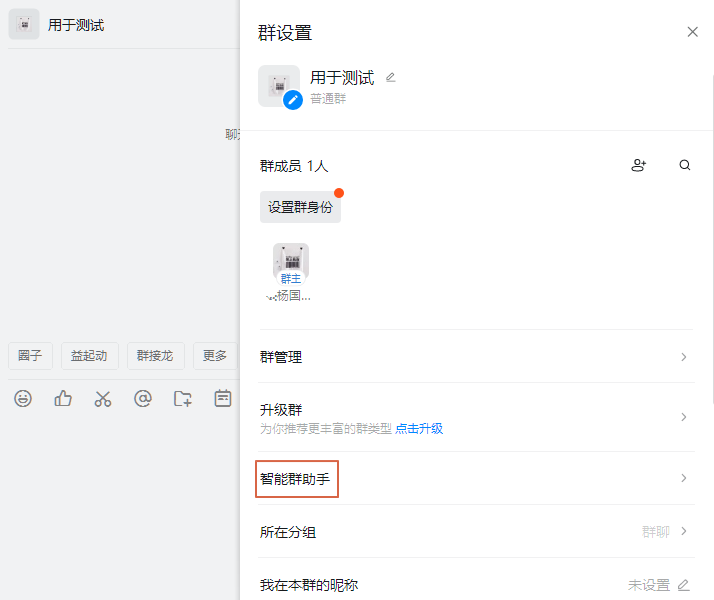 用于测试
聊
圈子
益起动
群接龙
更多
群设置
用于测试
普通群
群成员 1人
设置群身份
群主
杨国...
群管理
升级群
为你推荐更丰富的群类型 点击升级
智能群助手
所在分组
群聊
我在本群的昵称
未设置